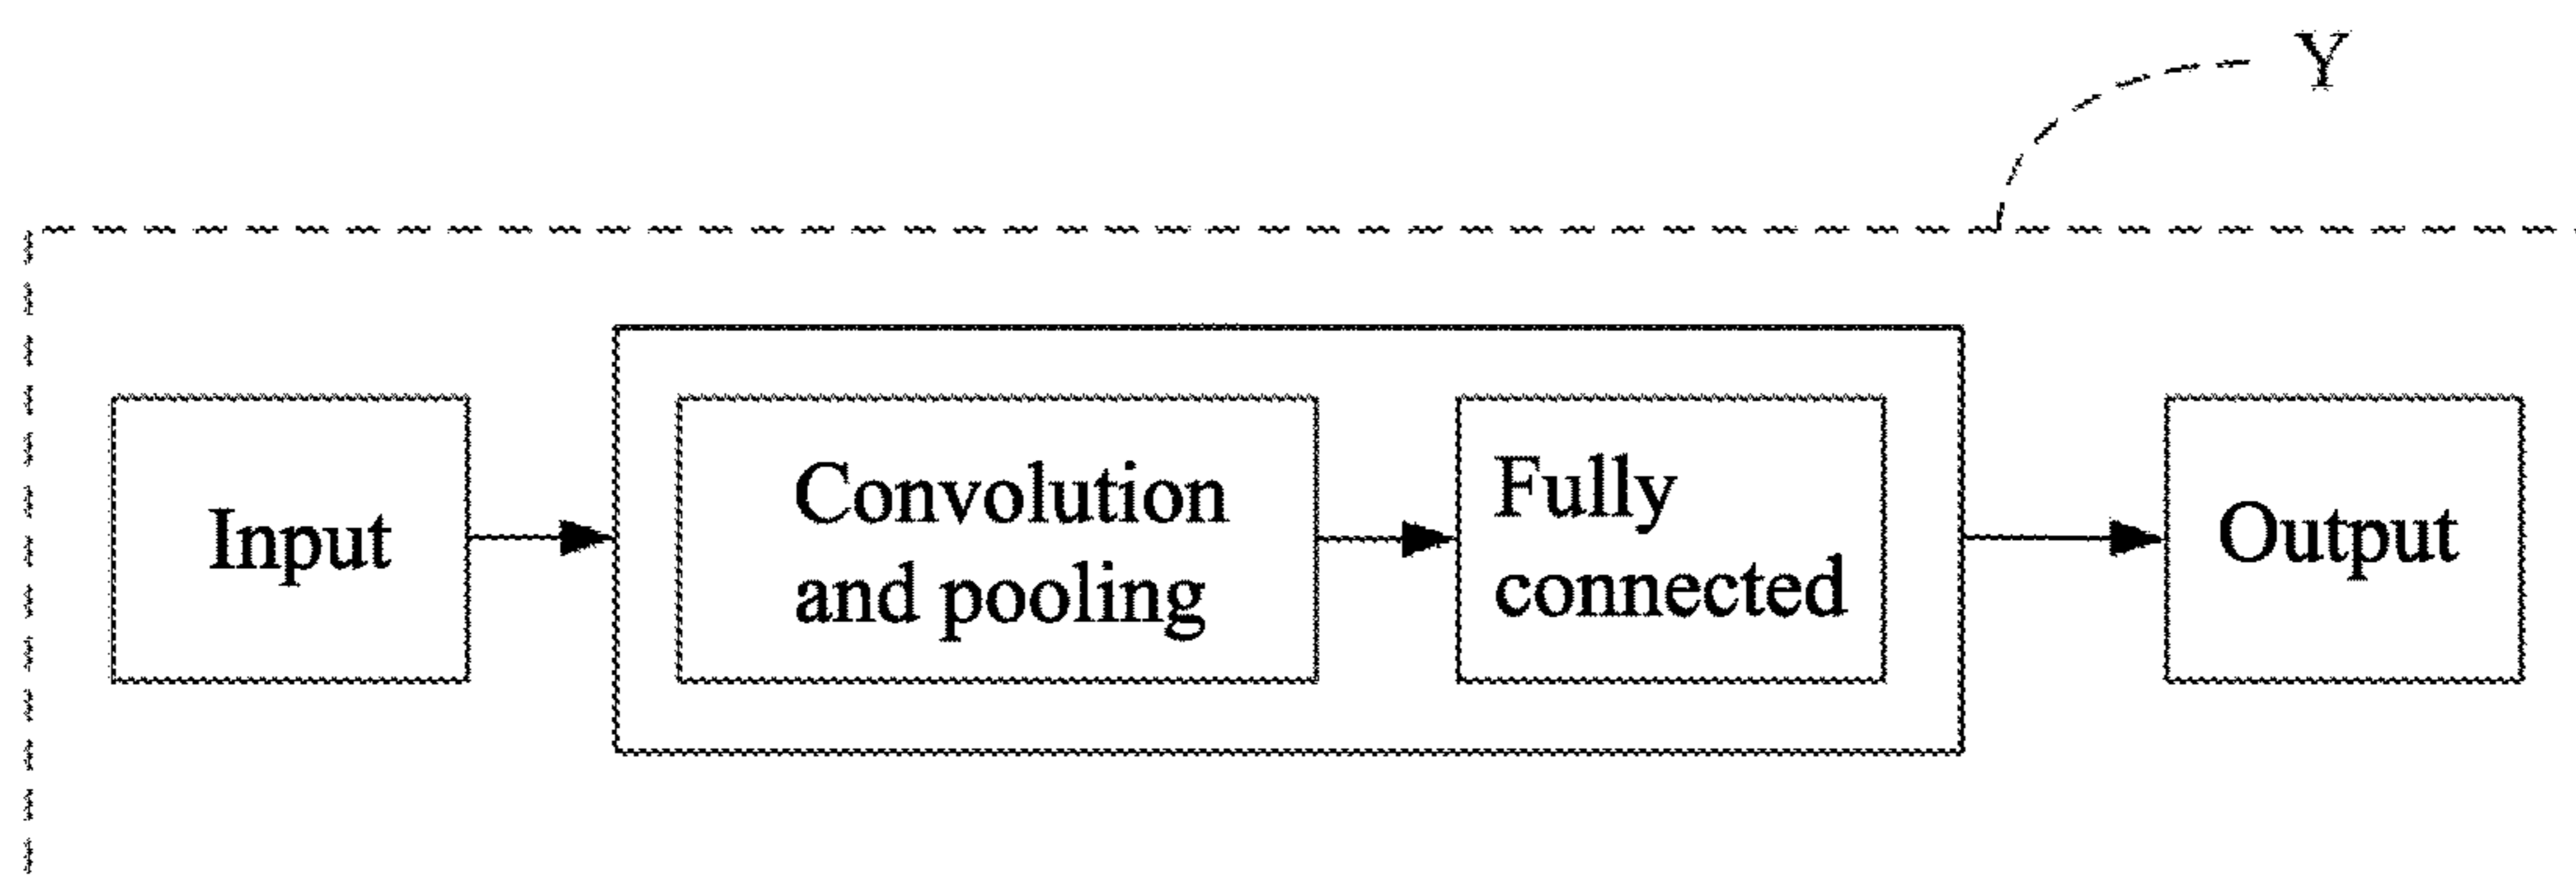 Y
Input
Convolution
and pooling
Fully
connected
Output